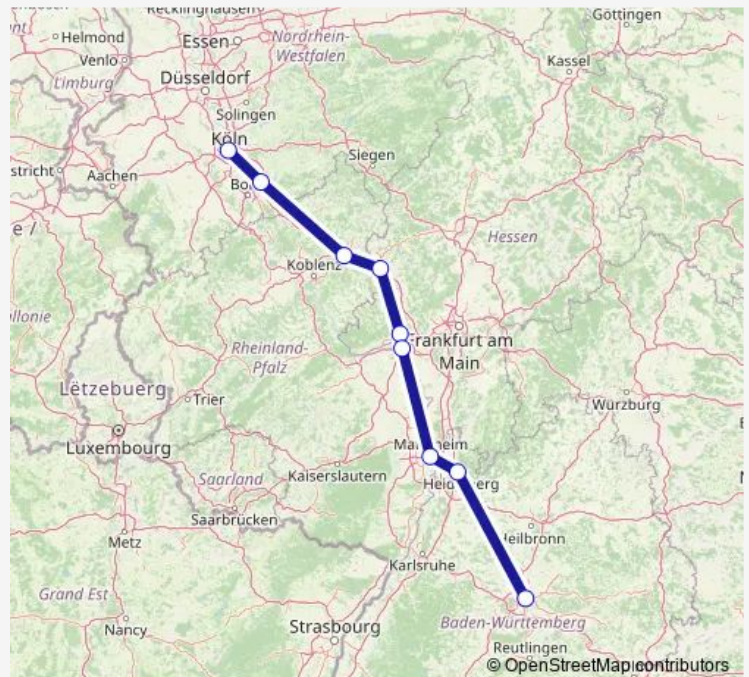 Recklinghausen
Göttingen
Helmond
Essen
Nordrhein-
Westfalen
Venlo
Kassel
Limburg
Düsseldorf
Solingen
Köln
Siegen
Aachen
Hessen
Koblenz
Frankfurt am
Main
Rheinland-
Pfalz
Lëtzebuerg
Trier
Würzburg
Luxembourg
Kaiserslautern
Saarland
Saarbrücken
Metz
Karlsruhe
Grand Est
Nancy
Strasbourg
Baden-Württemberg
Reutlingen
© OpenStreetMap contributors